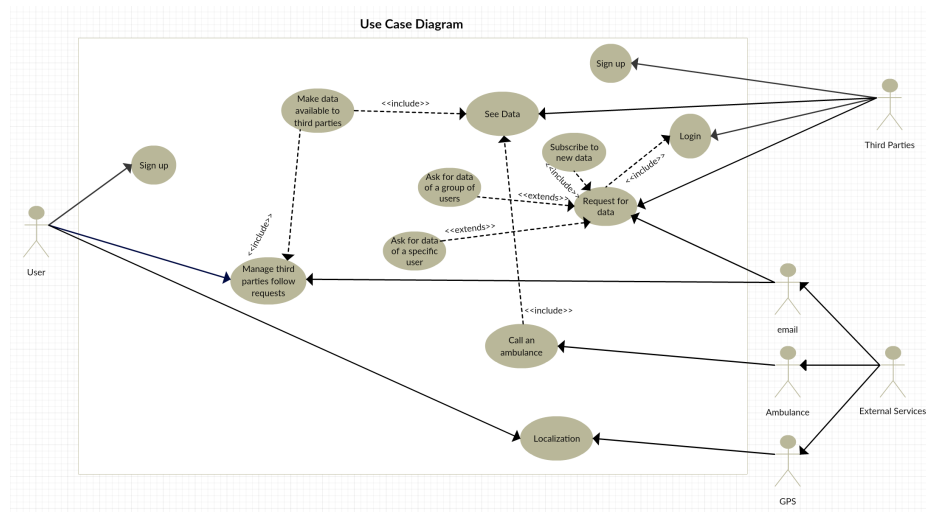 Use Case Diagram
Sign up
Make data
available to
third parties
<<include>>
See Data
Third Parties
Login
Subscribe to
new data
<<include>>
<<include>>
Sign up
Ask for data
of a group of
users
<<extends>>
Request for
data
Ask for data
of a specific
user
<<extends>>
<<include>>
User
Manage third
parties follow
requests
email
<<include>>
Call an
ambulance
Ambulance
External Services
Localization
GPS